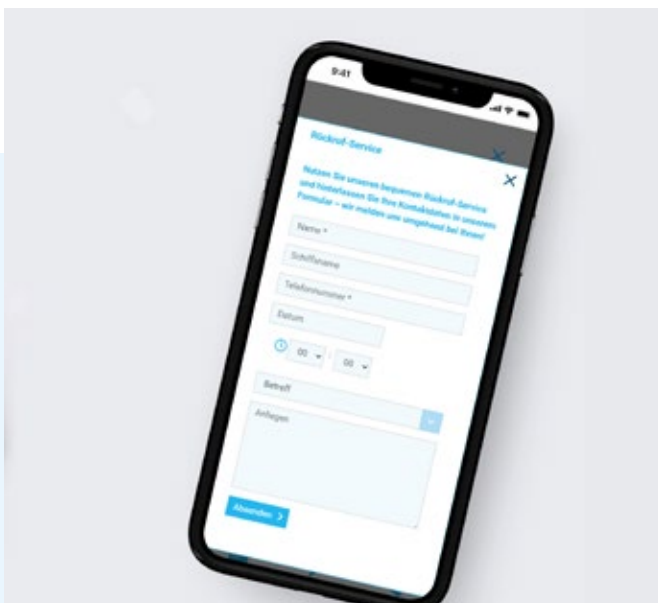 9:41
Rückruf-Service
Nutzen Sie unseren bequemen Rückruf-Service
und hinterlassen Sie Ihre Kontaktdaten in unserem
Formular – wir melden uns umgehend bei Ihnen!
Name *
Schiffsname
Telefonnummer *
Datum
00 : 00
Betreff
Anliegen
Absenden